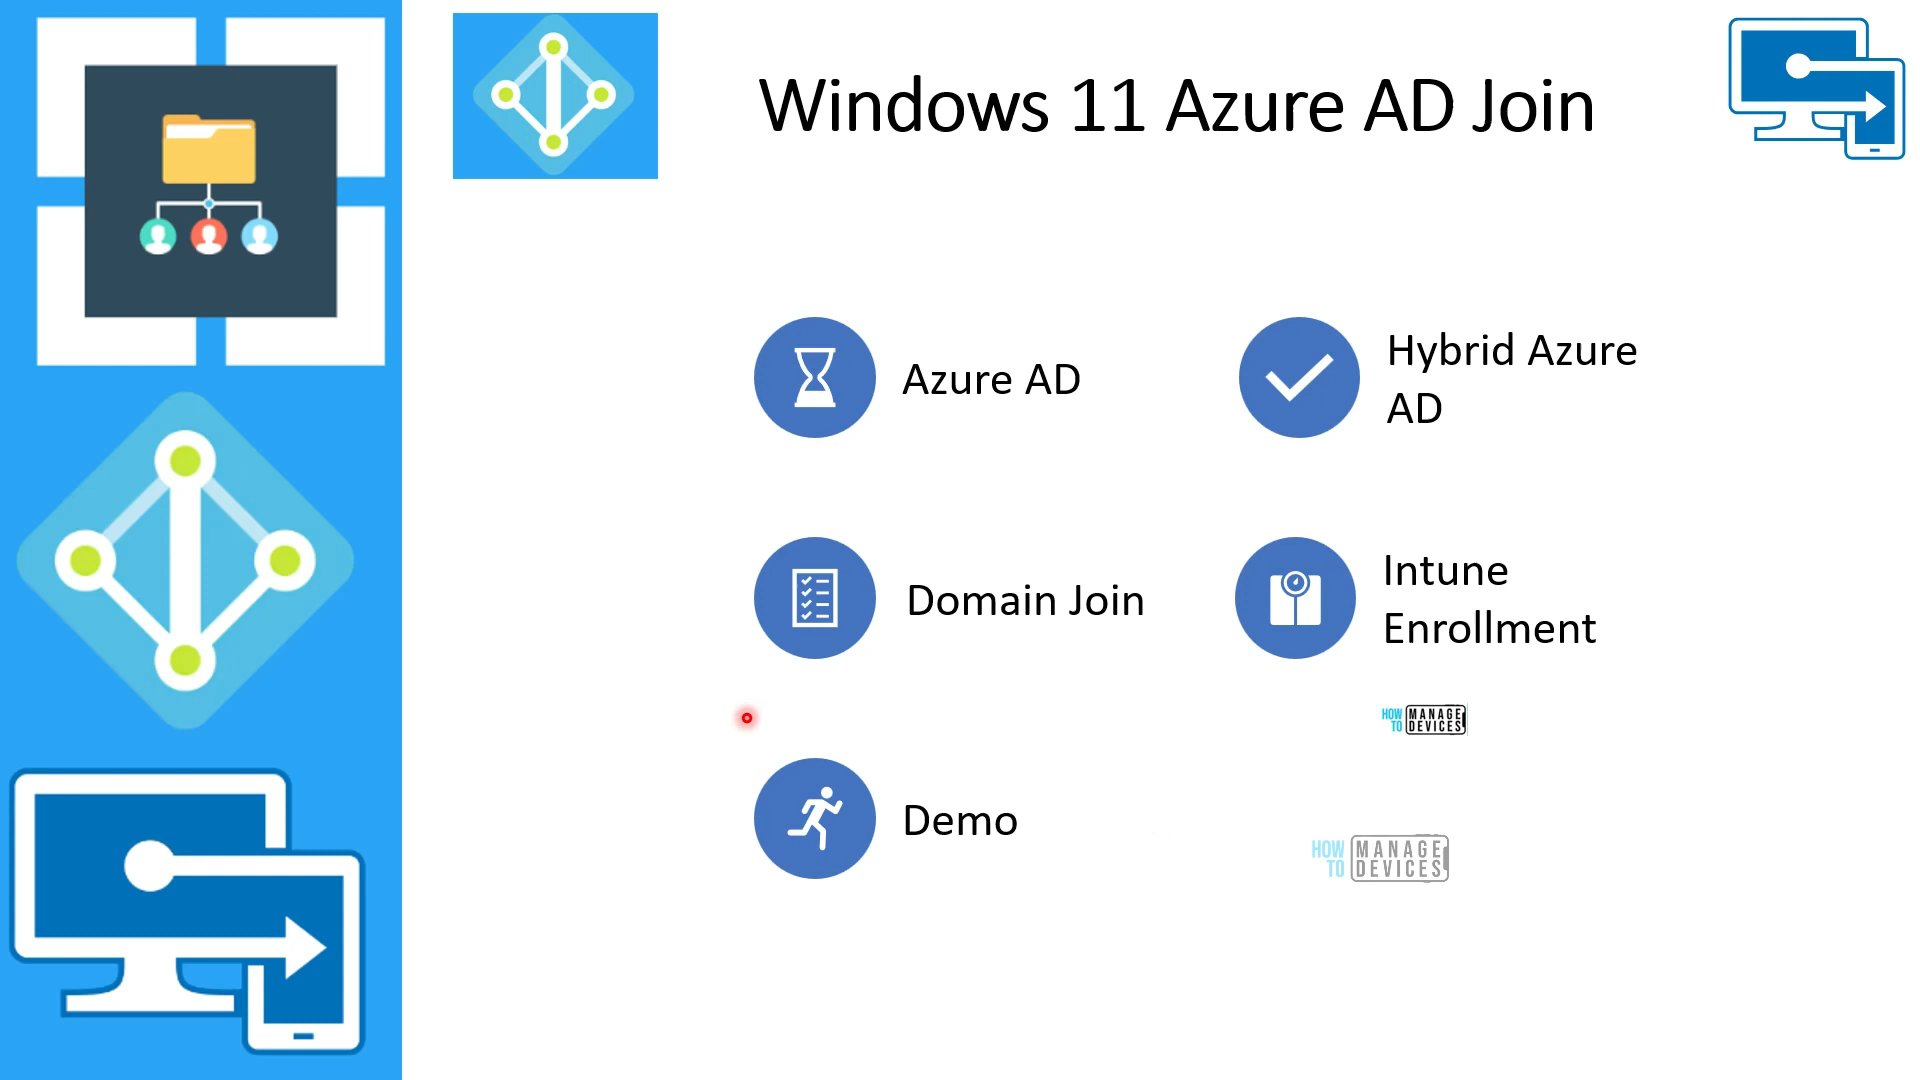 Windows 11 Azure AD Join
Azure AD
Hybrid Azure
AD
Domain Join
Intune
Enrollment
HOW
TO
MANAGE
DEVICES
Demo
HOW
TO
MANAGE
DEVICES